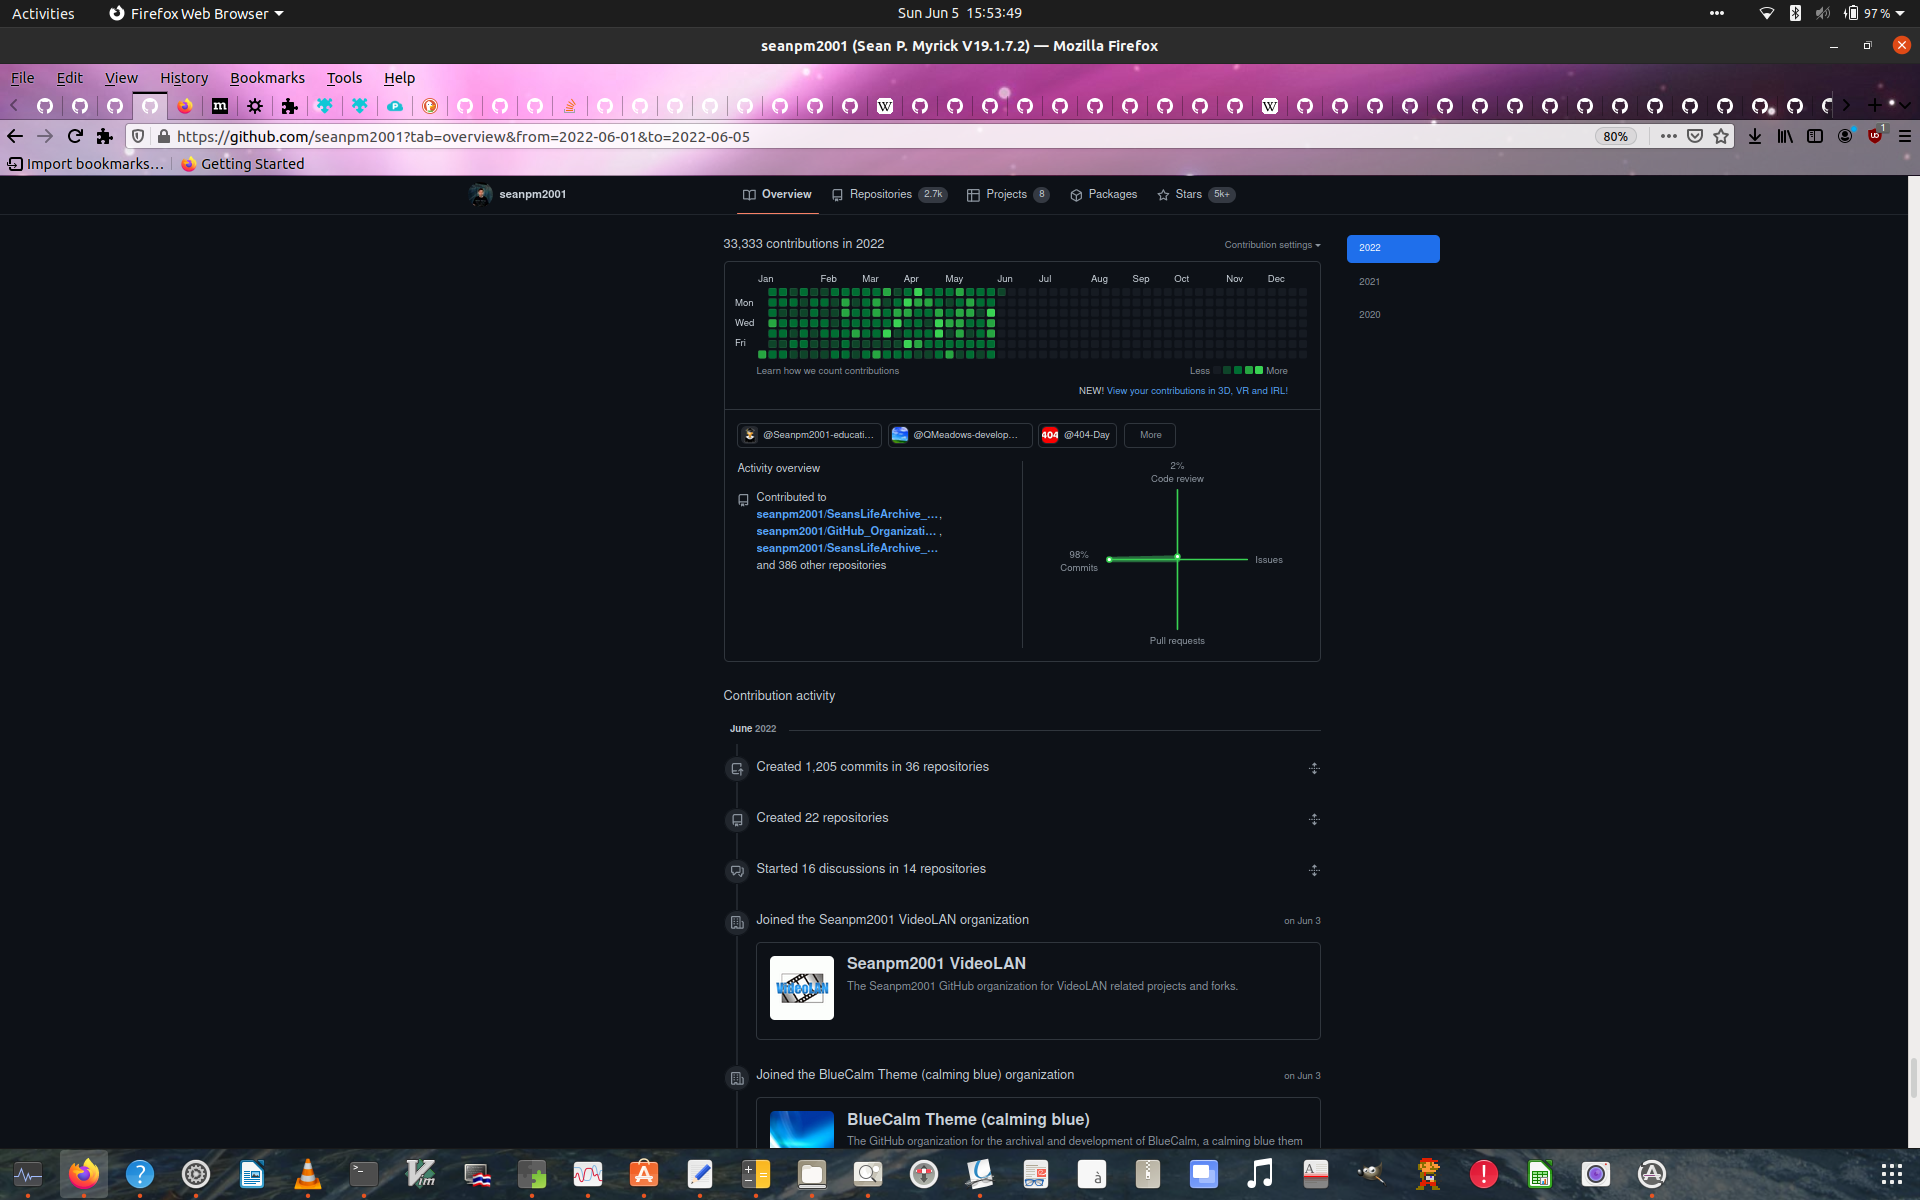 Activities
Firefox Web Browser
Sun Jun 5 15:53:49
97 %
seanpm2001 (Sean P. Myrick V19.1.7.2) — Mozilla Firefox
File Edit View History Bookmarks Tools Help
https://github.com/seanpm2001?tab=overview&from=2022-06-01&to=2022-06-05
80%
1
Import bookmarks…
Getting Started
seanpm2001
Overview
Repositories 2.7k
Projects 8
Packages
Stars 5k+
33,333 contributions in 2022
Contribution settings
2022
2021
2020
Jan Feb Mar Apr May Jun Jul Aug Sep Oct Nov Dec
Mon
Wed
Fri
Learn how we count contributions
Less More
NEW! View your contributions in 3D, VR and IRL!
@Seanpm2001-educati...
@QMeadows-develop...
404 @404-Day
More
Activity overview
Contributed to
seanpm2001/SeansLifeArchive_...,
seanpm2001/GitHub_Organizati... ,
seanpm2001/SeansLifeArchive_...
and 386 other repositories
2%
Code review
98%
Commits
Issues
Pull requests
Contribution activity
June 2022
Created 1,205 commits in 36 repositories
Created 22 repositories
Started 16 discussions in 14 repositories
Joined the Seanpm2001 VideoLAN organization
on Jun 3
VideoLAN
Seanpm2001 VideoLAN
The Seanpm2001 GitHub organization for VideoLAN related projects and forks.
Joined the BlueCalm Theme (calming blue) organization
on Jun 3
BlueCalm Theme (calming blue)
The GitHub organization for the archival and development of BlueCalm, a calming blue them